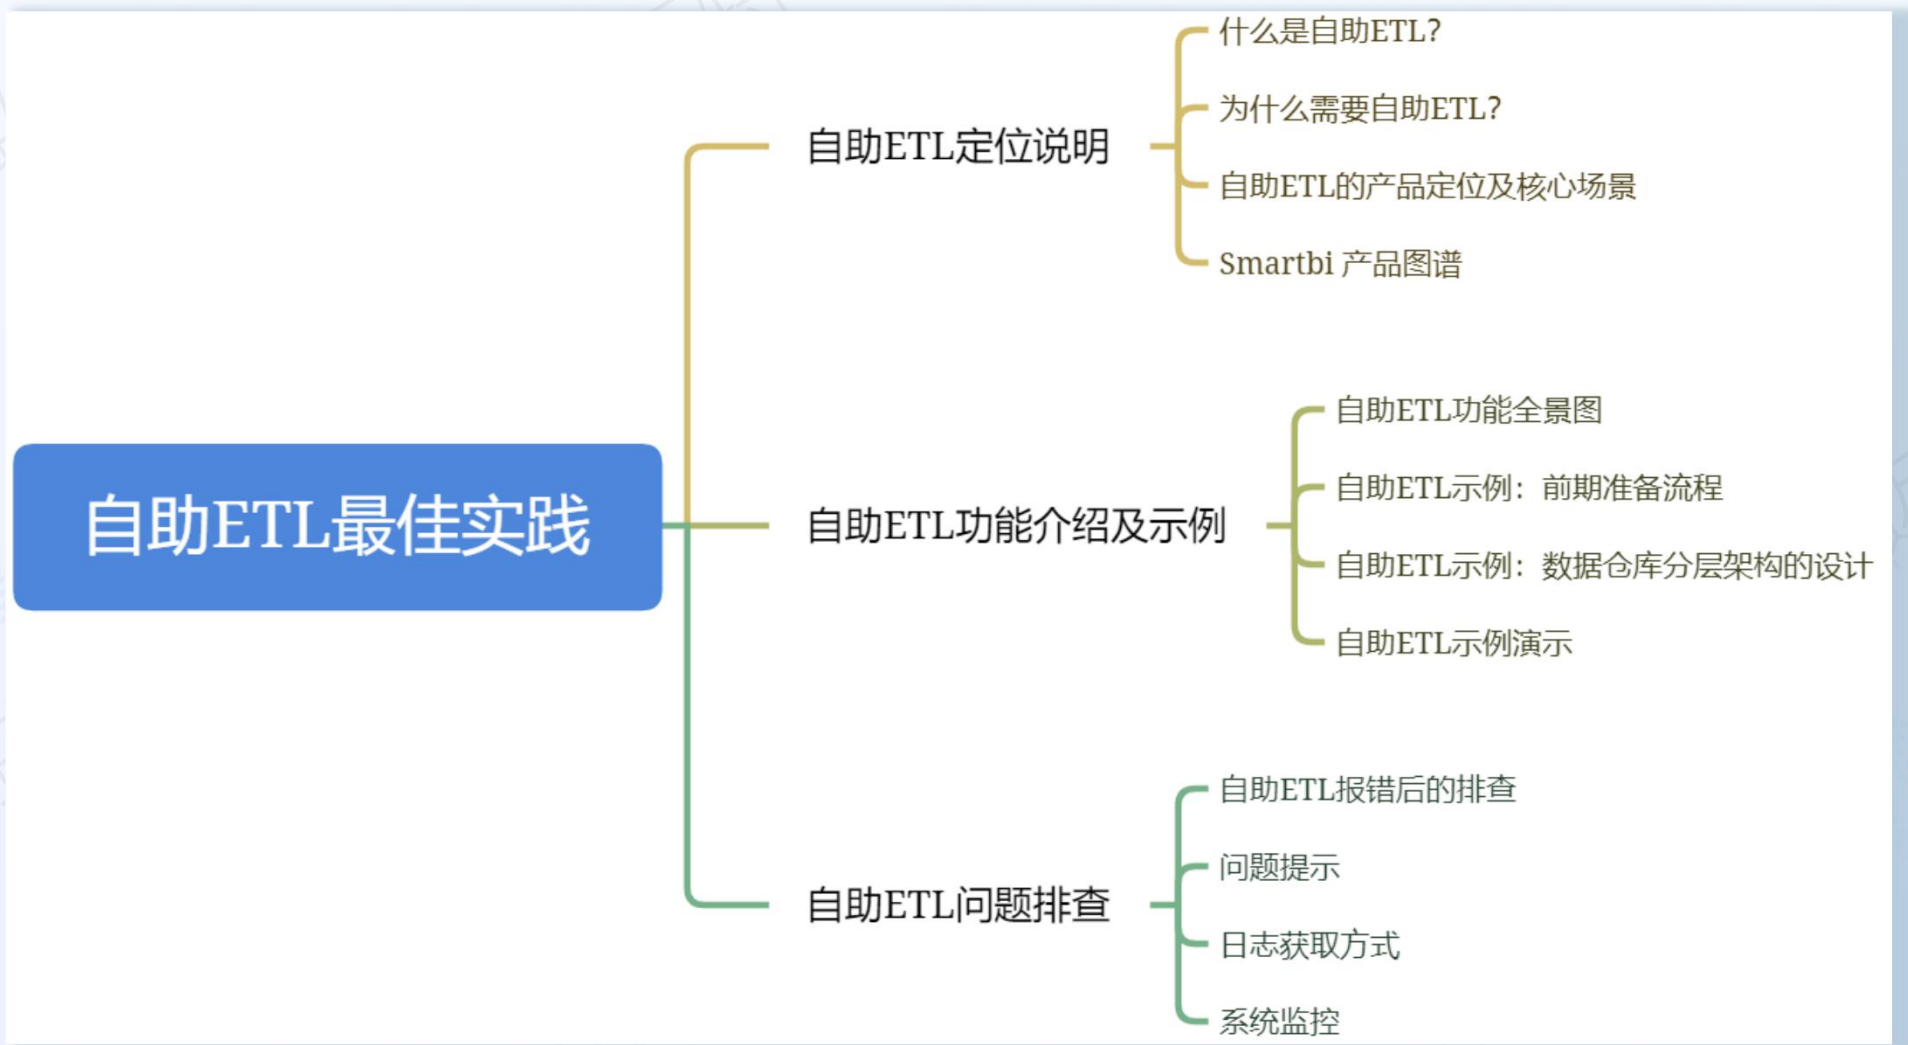 自助ETL最佳实践
自助ETL定位说明
什么是自助ETL?
为什么需要自助ETL?
自助ETL的产品定位及核心场景
Smartbi 产品图谱
自助ETL功能介绍及示例
自助ETL功能全景图
自助ETL示例：前期准备流程
自助ETL示例：数据仓库分层架构的设计
自助ETL示例演示
自助ETL问题排查
自助ETL报错后的排查
问题提示
日志获取方式
系统监控